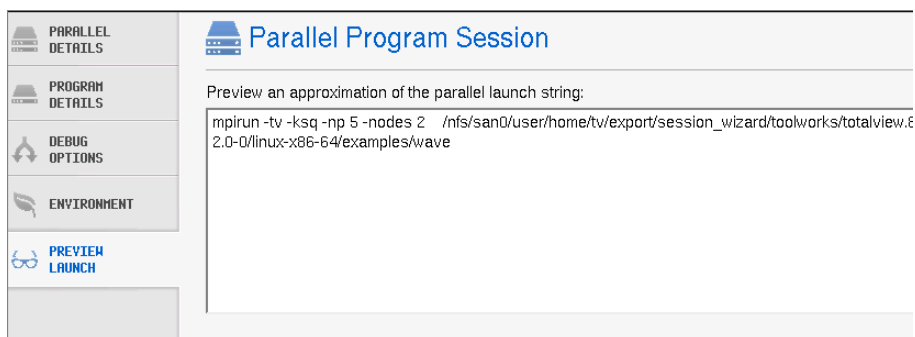 PARALLEL
DETAILS
PROGRAM
DETAILS
DEBUG
OPTIONS
ENVIRONMENT
PREVIEW
LAUNCH
Parallel Program Session
Preview an approximation of the parallel launch string:
mpirun -tv -ksq -np 5 -nodes 2 /nfs/san0/user/home/tv/export/session_wizard/toolworks/totalview.8
2.0-0/linux-x86-64/examples/wave